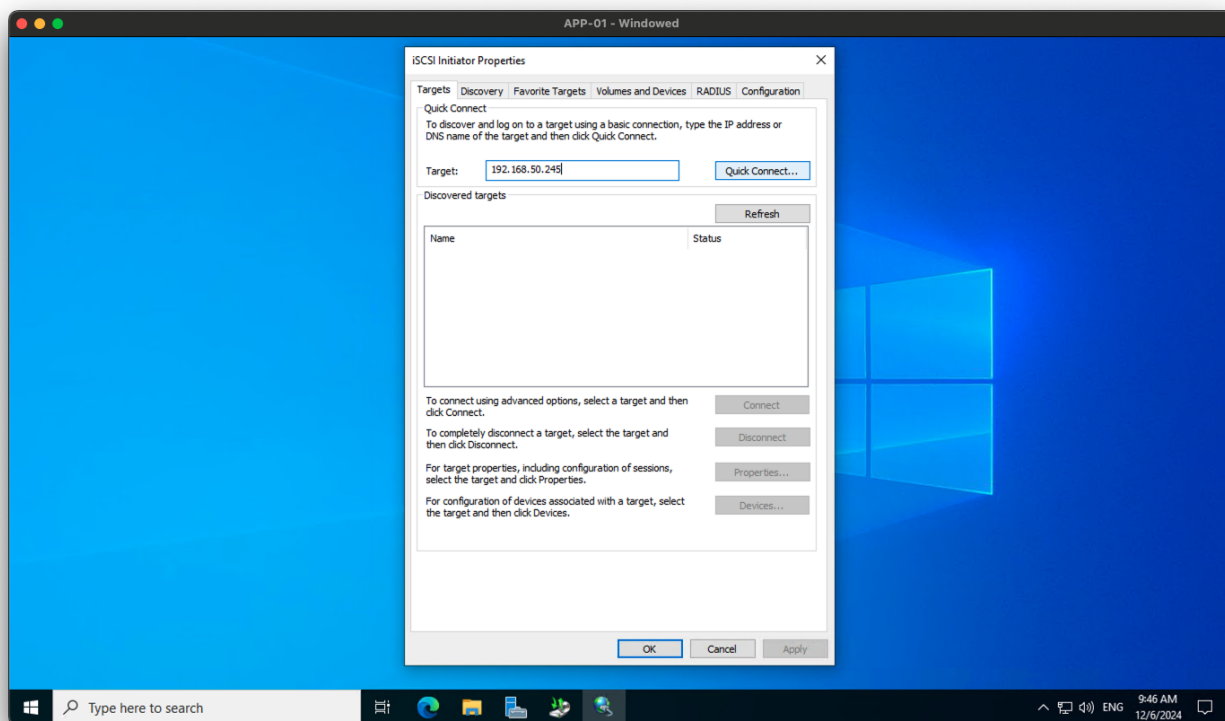 APP-01 - Windowed
iSCSI Initiator Properties
Targets Discovery Favorite Targets Volumes and Devices RADIUS Configuration
Quick Connect
To discover and log on to a target using a basic connection, type the IP address or
DNS name of the target and then click Quick Connect.
Target: 192.168.50.245 Quick Connect...
Discovered targets
Refresh
Name Status
To connect using advanced options, select a target and then
click Connect.
Connect
To completely disconnect a target, select the target and
then click Disconnect.
Disconnect
For target properties, including configuration of sessions,
select the target and click Properties.
Properties...
For configuration of devices associated with a target, select
the target and then click Devices.
Devices...
OK Cancel Apply
Type here to search
ENG
9:46 AM
12/6/2024